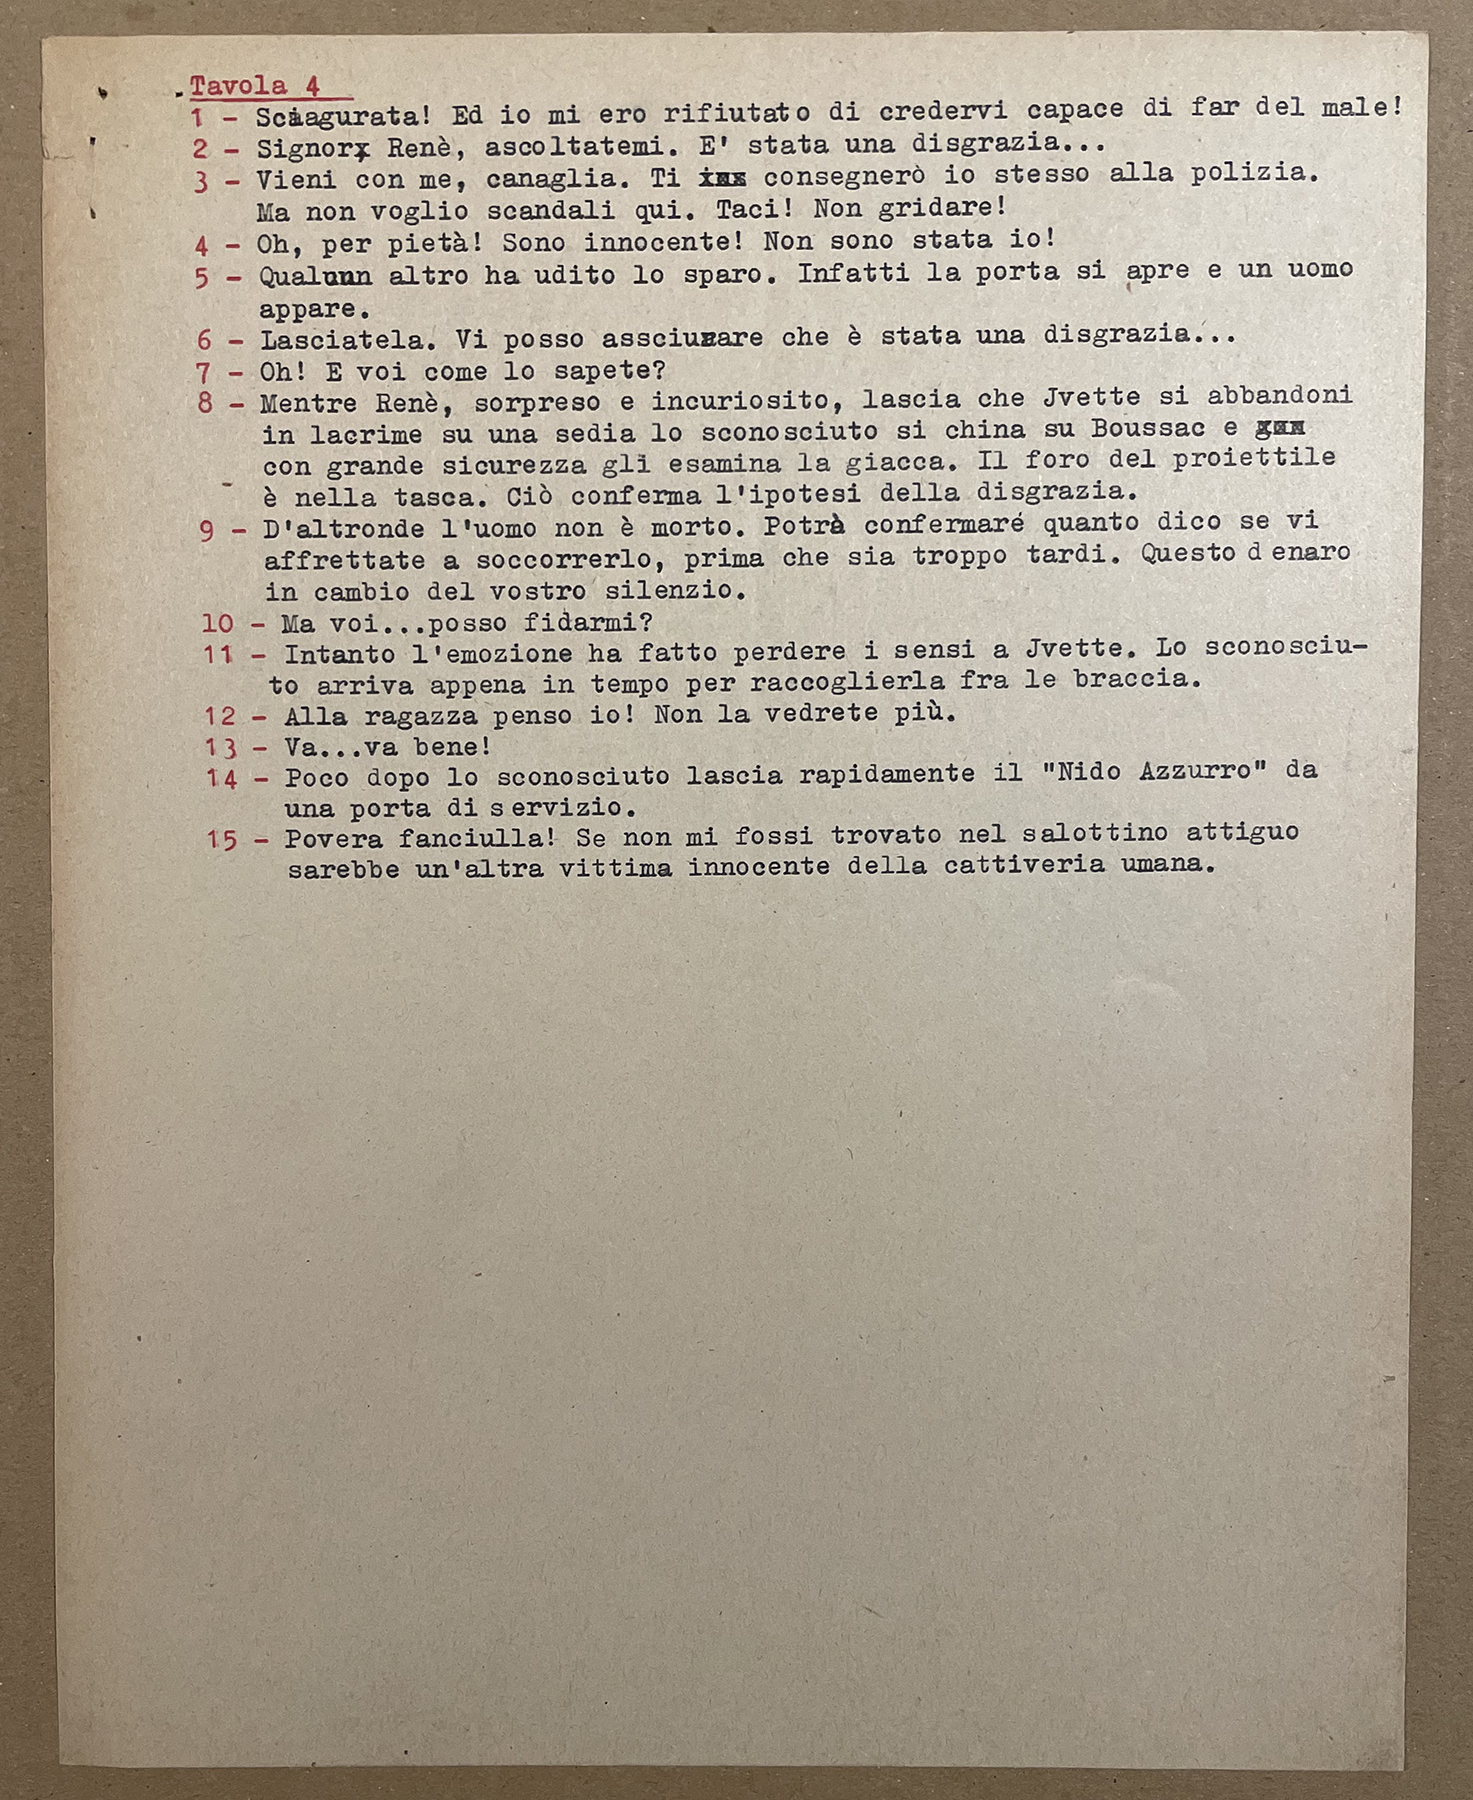 Tavola 4
1 - Sciagurata! Ed io mi ero rifiutato di credervi capace di far del male!
2 - Signor Renè, ascoltatemi. E' stata una disgrazia...
3 - Vieni con me, canaglia. Ti consegnerò io stesso alla polizia.
Ma non voglio scandali qui. Taci! Non gridare!
4 - Oh, per pietà! Sono innocente! Non sono stata io!
5 - Qualunn altro ha udito lo sparo. Infatti la porta si apre e un uomo
appare.
6 - Lasciatela. Vi posso assciurare che è stata una disgrazia...
7 - Oh! E voi come lo sapete?
8 - Mentre Renè, sorpreso e incuriosito, lascia che Jvette si abbandoni
in lacrime su una sedia lo sconosciuto si china su Boussac e
con grande sicurezza gli esamina la giacca. Il foro del proiettile
è nella tasca. Ciò conferma l'ipotesi della disgrazia.
9 - D'altronde l'uomo non è morto. Potrà confermaré quanto dico se vi
affrettate a soccorrerlo, prima che sia troppo tardi. Questo d enaro
in cambio del vostro silenzio.
10 - Ma voi...posso fidarmi?
11 - Intanto l'emozione ha fatto perdere i sensi a Jvette. Lo sconosciu-
to arriva appena in tempo per raccoglierla fra le braccia.
12 - Alla ragazza penso io! Non la vedrete più.
13 - Va...va bene!
14 - Poco dopo lo sconosciuto lascia rapidamente il "Nido Azzurro" da
una porta di s ervizio.
15 - Povera fanciulla! Se non mi fossi trovato nel salottino attiguo
sarebbe un'altra vittima innocente della cattiveria umana.